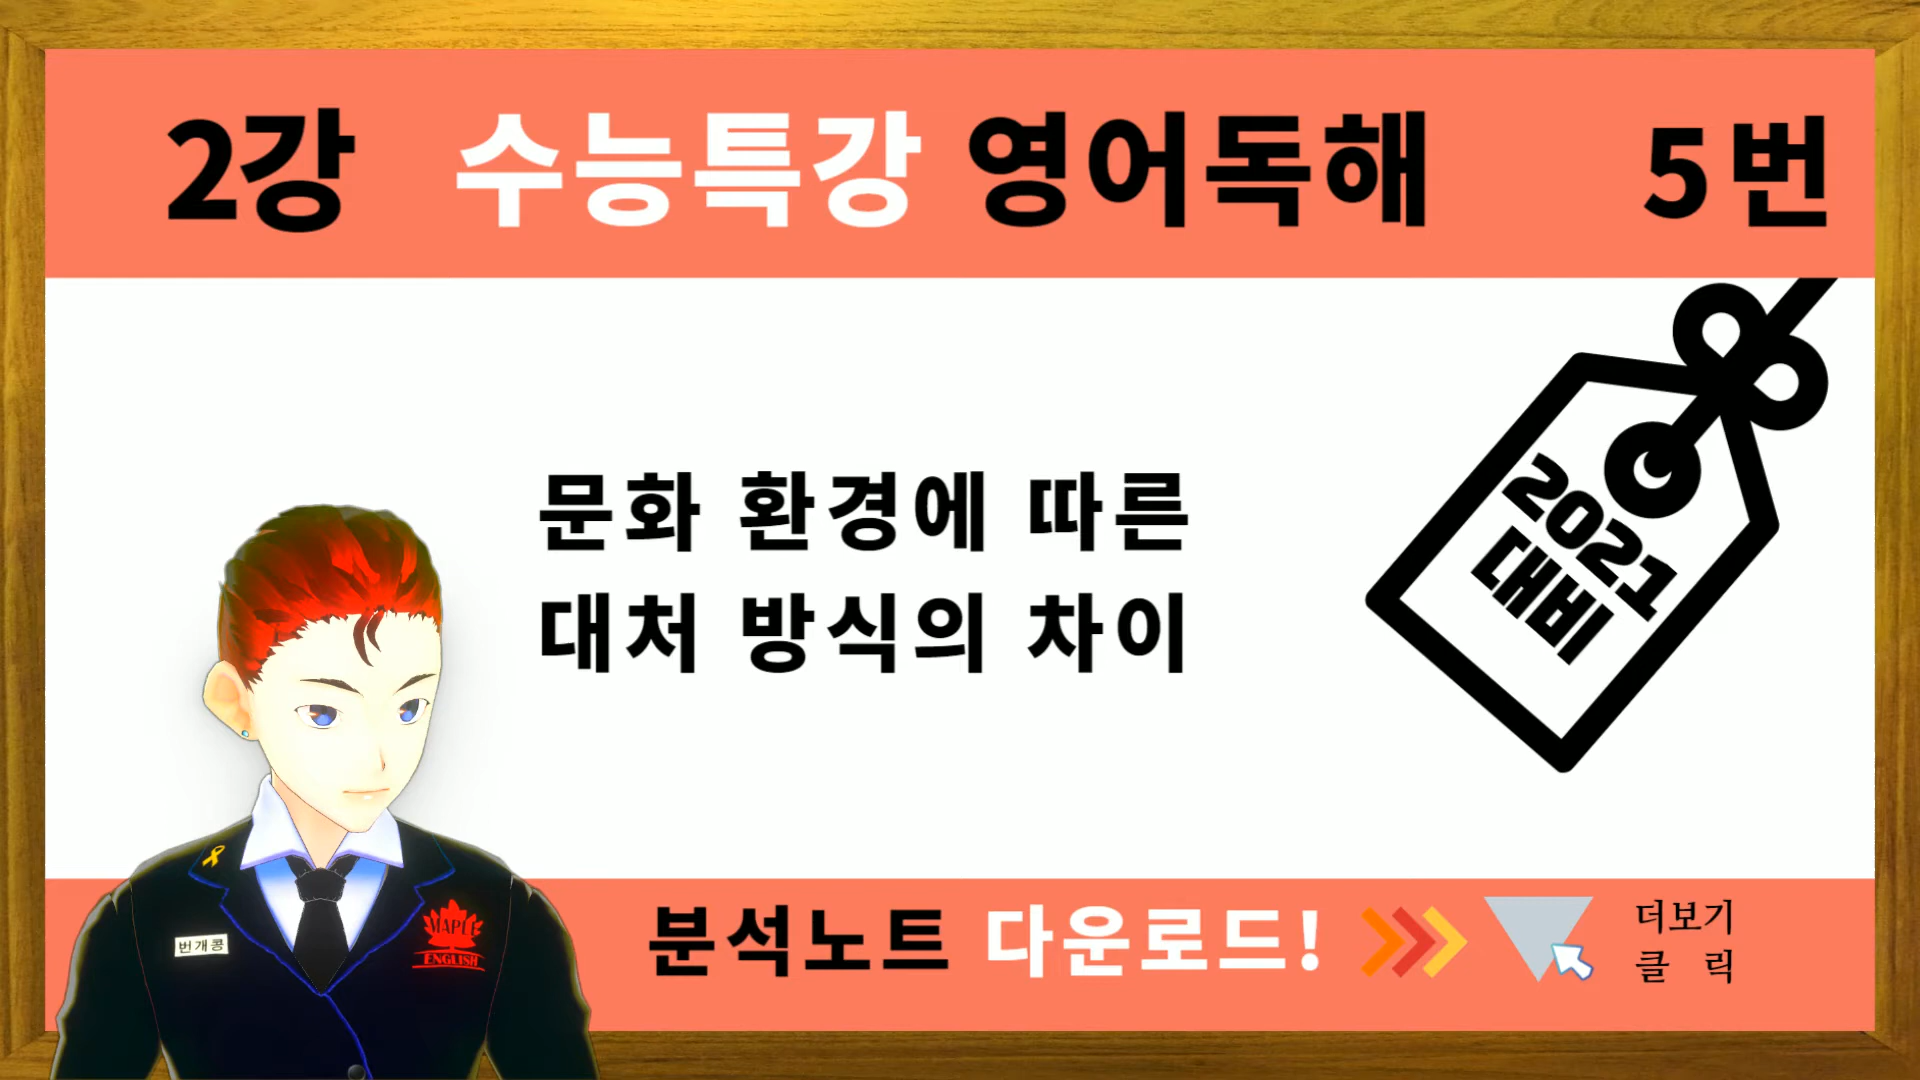 2강 수능특강 영어독해 5번
2021
대비
문화 환경에 따른
대처 방식의 차이
번개콩
MAPLE
ENGLISH
분석노트 다운로드!
더보기
클릭